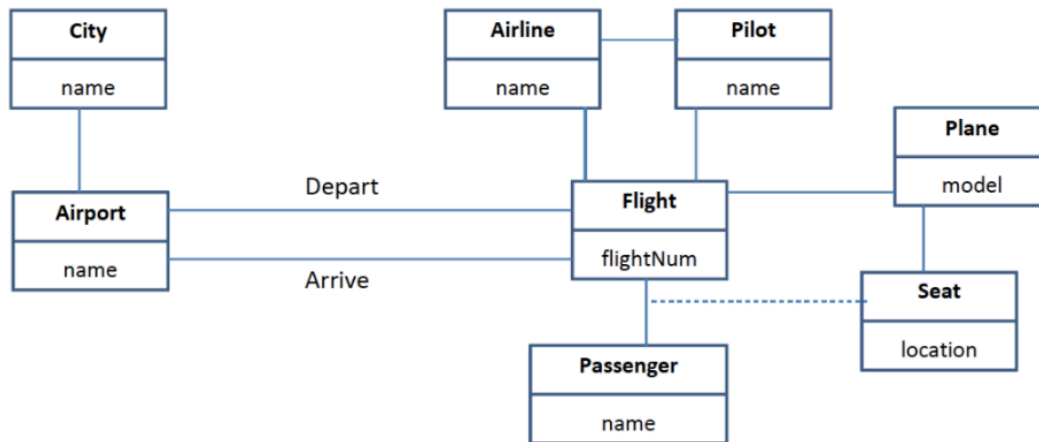 City
name
Airline
name
Pilot
name
Plane
model
Depart
Airport
name
Arrive
Flight
flightNum
Seat
location
Passenger
name